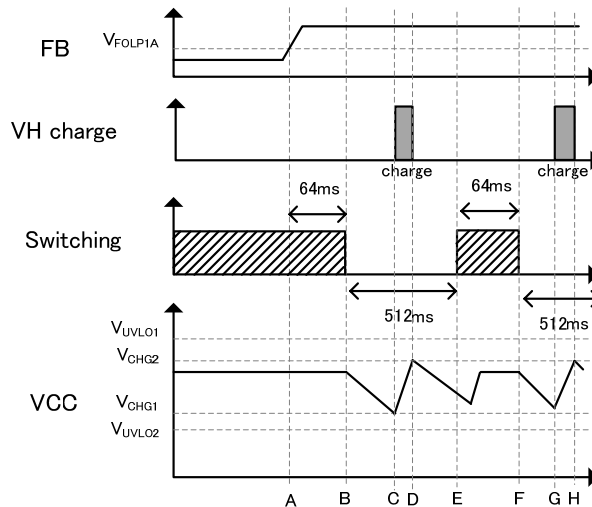 FB
VFOLP1A
VH charge
charge
charge
Switching
64ms
64ms
512ms
512ms
VCC
VUVLO1
VCHG2
VCHG1
VUVLO2
A B C D E F G H